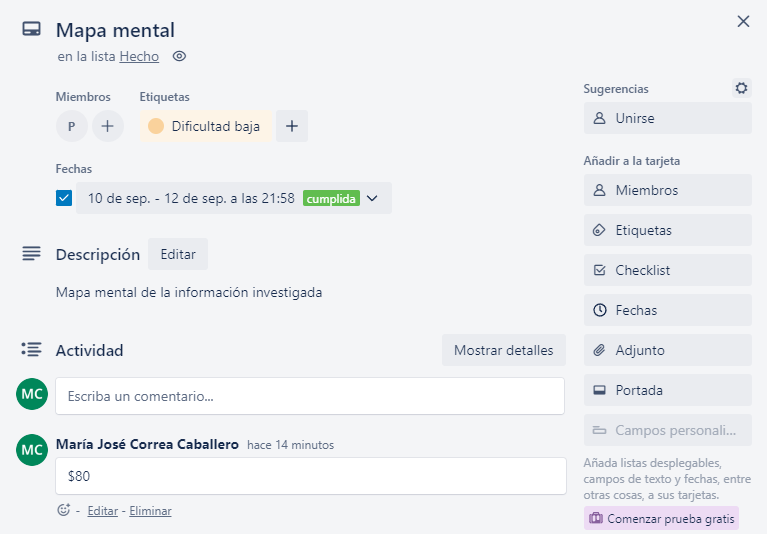 Mapa mental
en la lista Hecho
Miembros
Etiquetas
P
Dificultad baja
Fechas
10 de sep. - 12 de sep. a las 21:58 cumplida
Descripción
Editar
Mapa mental de la información investigada
Actividad
Mostrar detalles
MC
Escriba un comentario...
MC
María José Correa Caballero hace 14 minutos
$80
- Editar - Eliminar
Sugerencias
Unirse
Añadir a la tarjeta
Miembros
Etiquetas
Checklist
Fechas
Adjunto
Portada
Campos personali...
Añada listas desplegables,
campos de texto y fechas, entre
otras cosas, a sus tarjetas.
Comenzar prueba gratis